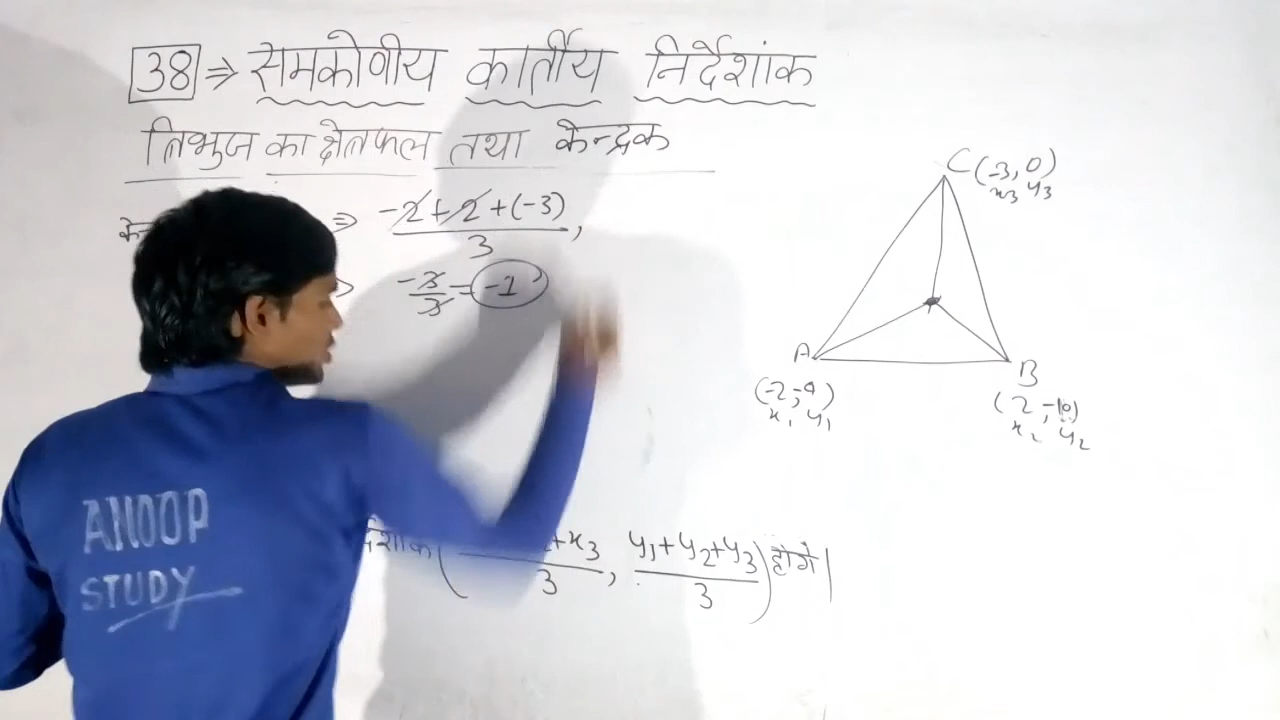 38 ⇒ समकोणीय कार्तीय निर्देशांक
त्रिभुज का क्षेत्रफल तथा केन्द्रक
⇒ -2 + 2 + (-3) / 3 ,
-3/3 = -1 ,
C (-3, 0)
x3 y3
A
(-2, -4)
x1 y1
B
(2, -10)
x2 y2
+x3 / 3 , y1+y2+y3 / 3 ) होंगे |
ANOOP
STUDY